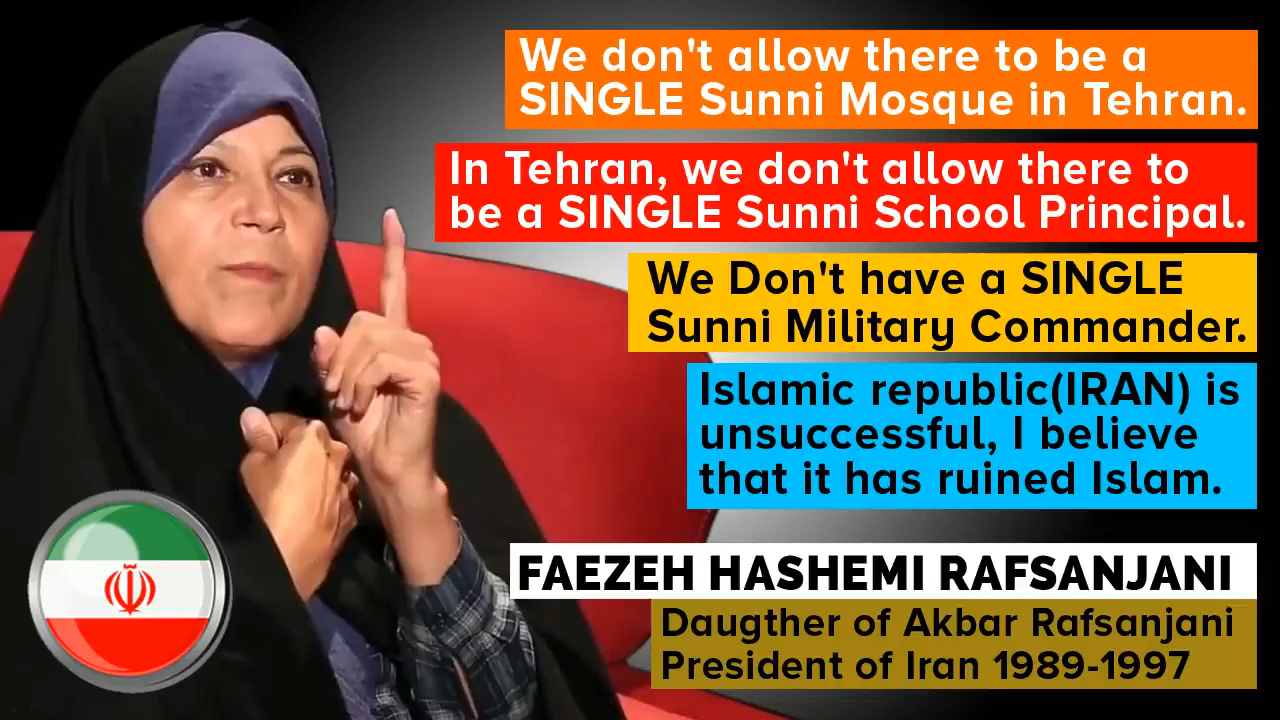 We don't allow there to be a
SINGLE Sunni Mosque in Tehran.
In Tehran, we don't allow there to
be a SINGLE Sunni School Principal.
We Don't have a SINGLE
Sunni Military Commander.
Islamic republic(IRAN) is
unsuccessful, I believe
that it has ruined Islam.
FAEZEH HASHEMI RAFSANJANI
Daugther of Akbar Rafsanjani
President of Iran 1989-1997